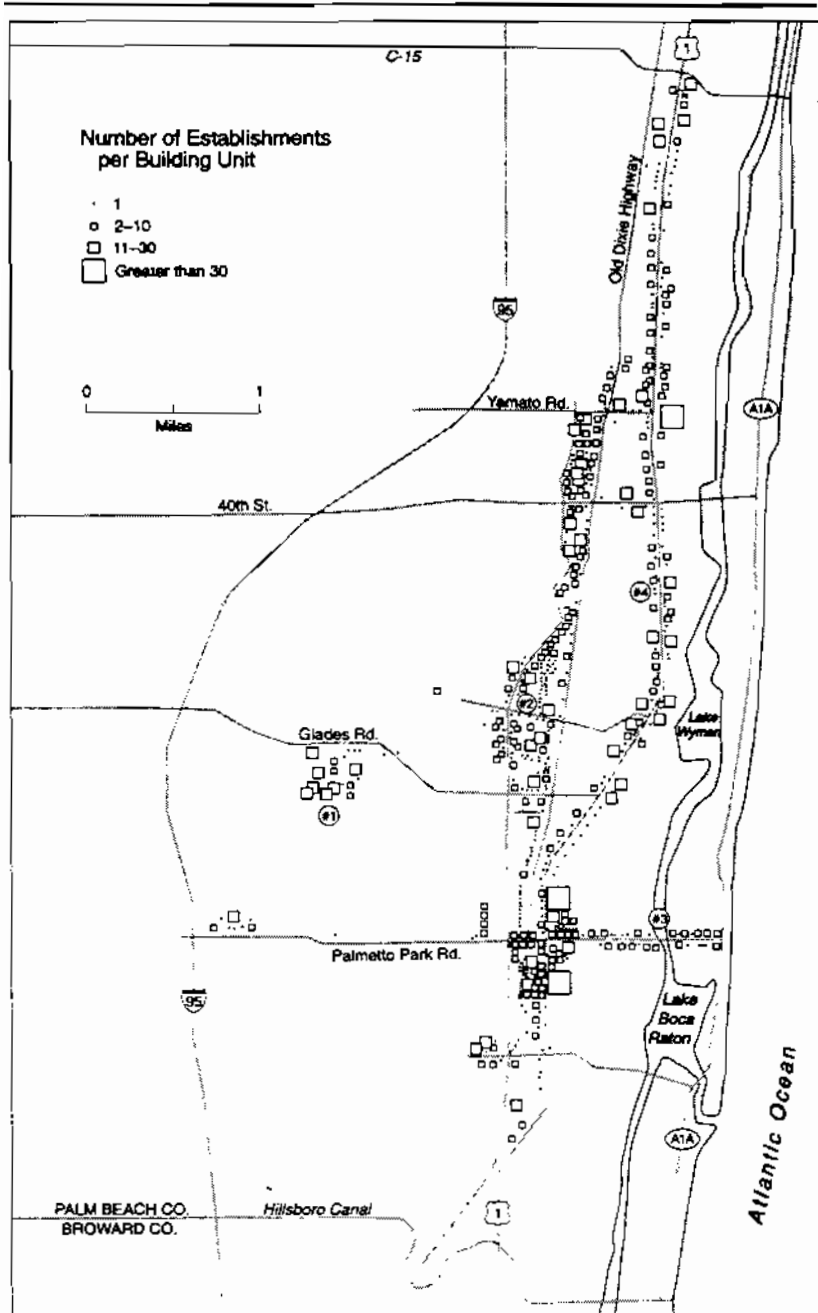 C-15
1
Number of Establishments
per Building Unit
1
2–10
11–30
Greater than 30
Old Dixie Highway
95
0 1
Miles
Yamato Rd.
A1A
40th St.
#4
#2
Lake
Wyman
Glades Rd.
#1
#3
Palmetto Park Rd.
95
Lake
Boca
Raton
Atlantic Ocean
A1A
PALM BEACH CO.
Hillsboro Canal
1
BROWARD CO.